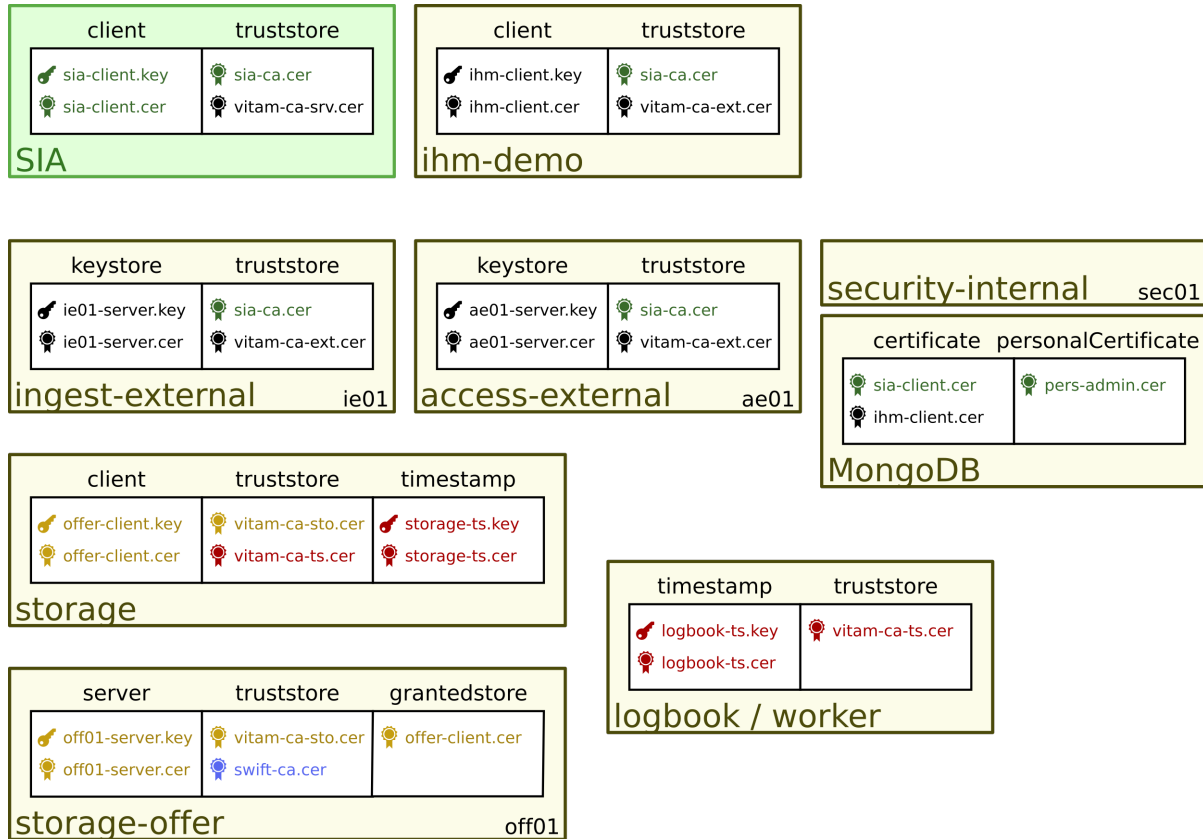 client truststore
sia-client.key sia-ca.cer
sia-client.cer vitam-ca-srv.cer
SIA
client truststore
ihm-client.key sia-ca.cer
ihm-client.cer vitam-ca-ext.cer
ihm-demo
keystore truststore
ie01-server.key sia-ca.cer
ie01-server.cer vitam-ca-ext.cer
ingest-external ie01
keystore truststore
ae01-server.key sia-ca.cer
ae01-server.cer vitam-ca-ext.cer
access-external ae01
security-internal sec01
certificate personalCertificate
sia-client.cer pers-admin.cer
ihm-client.cer
MongoDB
client truststore timestamp
offer-client.key vitam-ca-sto.cer storage-ts.key
offer-client.cer vitam-ca-ts.cer storage-ts.cer
storage
timestamp truststore
logbook-ts.key vitam-ca-ts.cer
logbook-ts.cer
logbook / worker
server truststore grantedstore
off01-server.key vitam-ca-sto.cer offer-client.cer
off01-server.cer swift-ca.cer
storage-offer off01